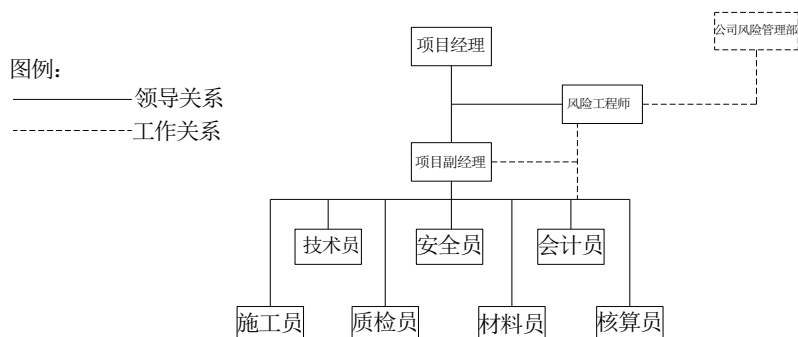 公司风险管理部
项目经理
图例：
领导关系
风险工程师
工作关系
项目副经理
技术员
安全员
会计员
施工员
质检员
材料员
核算员